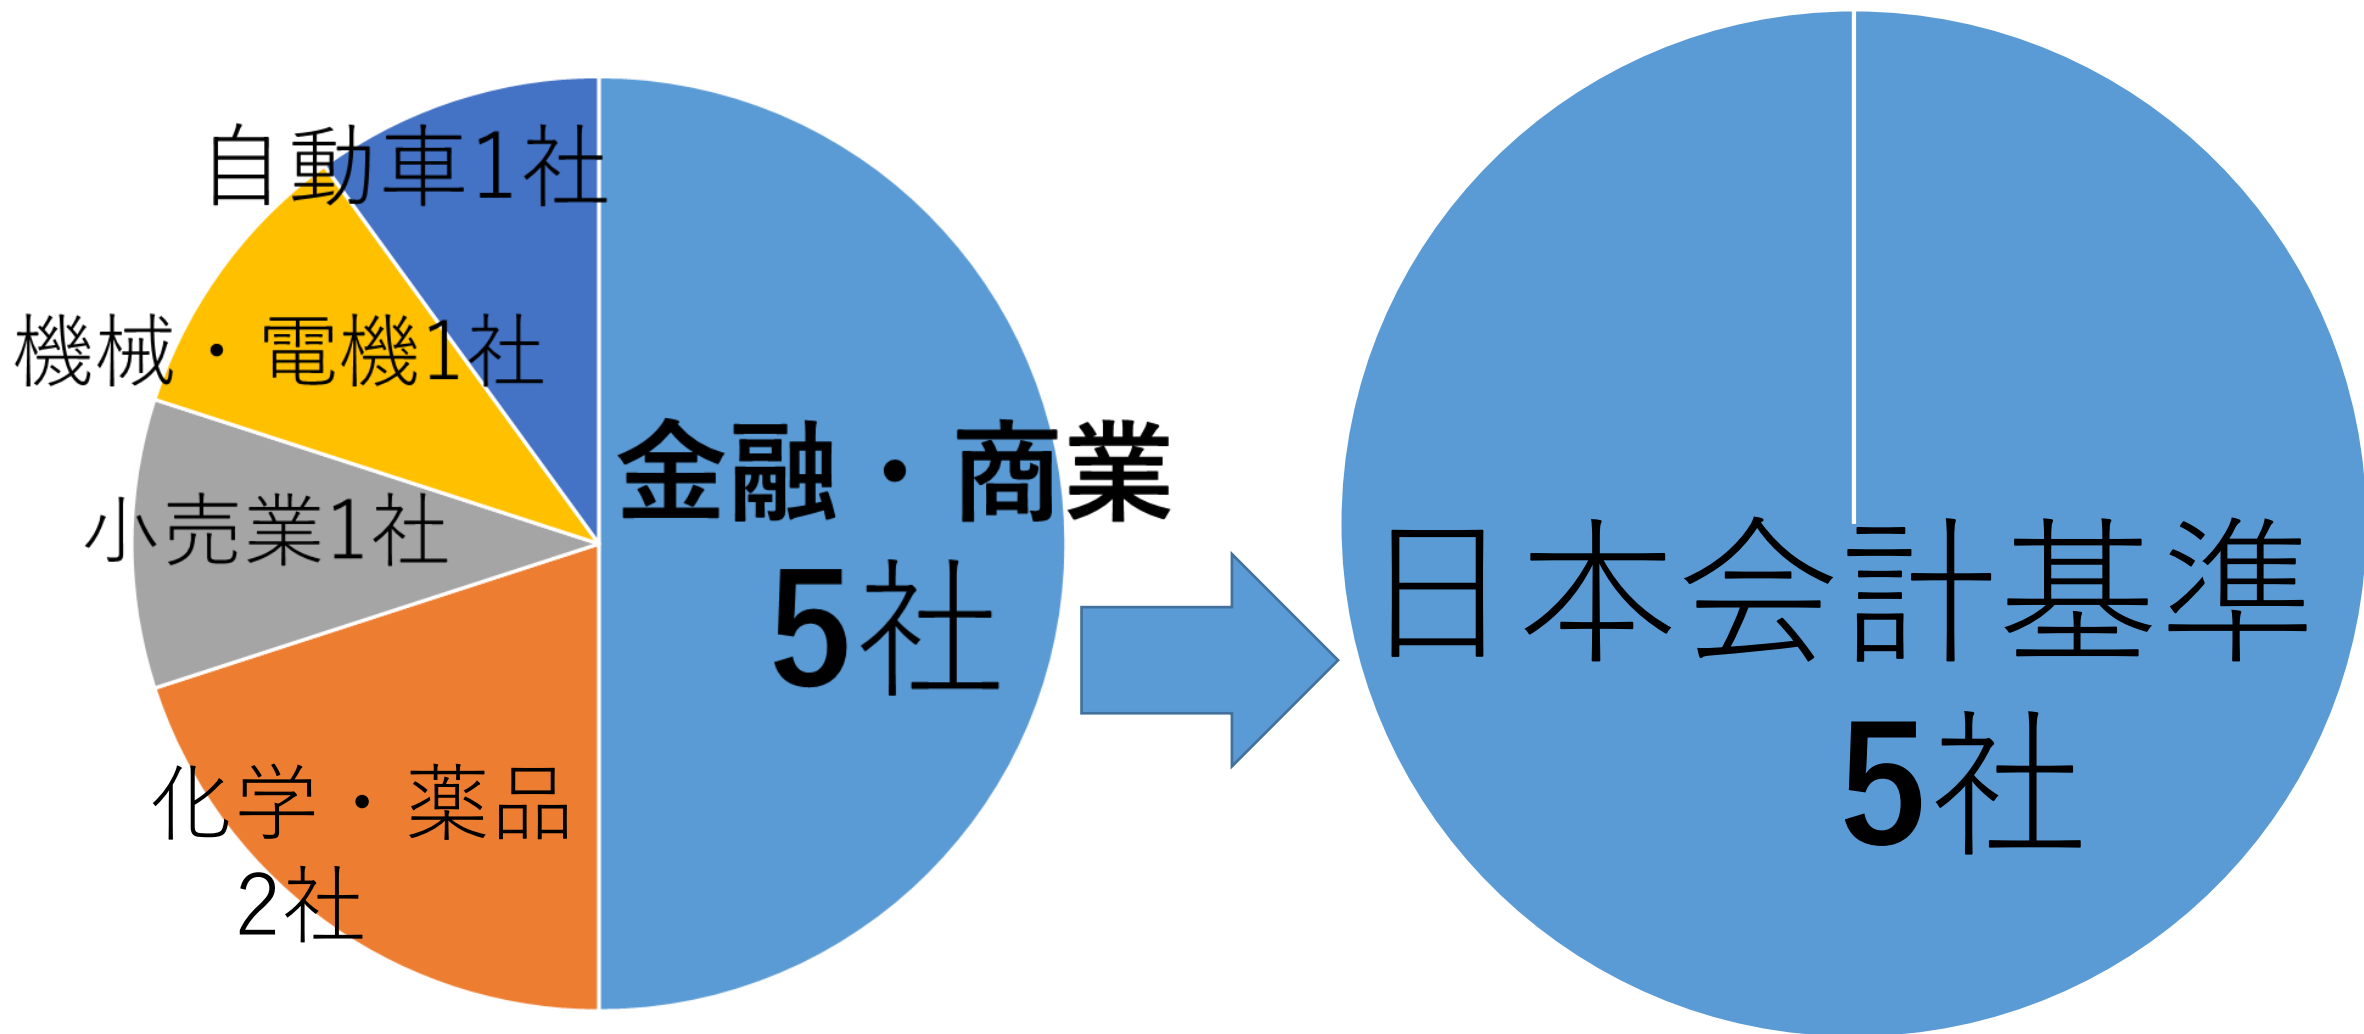 自動車1社
機械・電機1社
小売業1社
化学・薬品
2社
金融・商業
5社
日本会計基準
5社